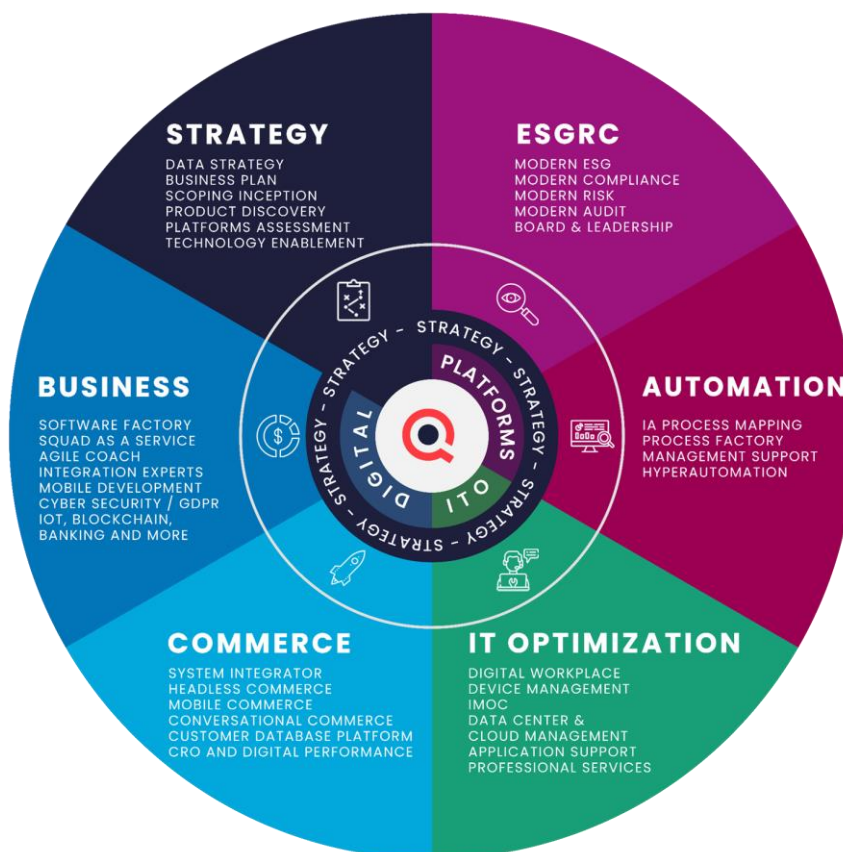 STRATEGY
DATA STRATEGY
BUSINESS PLAN
SCOPING INCEPTION
PRODUCT DISCOVERY
PLATFORMS ASSESSMENT
TECHNOLOGY ENABLEMENT
ESGRC
MODERN ESG
MODERN COMPLIANCE
MODERN RISK
MODERN AUDIT
BOARD & LEADERSHIP
BUSINESS
SOFTWARE FACTORY
SQUAD AS A SERVICE
AGILE COACH
INTEGRATION EXPERTS
MOBILE DEVELOPMENT
CYBER SECURITY / GDPR
IOT, BLOCKCHAIN,
BANKING AND MORE
STRATEGY - STRATEGY - STRATEGY - STRATEGY - STRATEGY - STRATEGY -
PLATFORMS
DIGITAL
ITO
AUTOMATION
IA PROCESS MAPPING
PROCESS FACTORY
MANAGEMENT SUPPORT
HYPERAUTOMATION
COMMERCE
SYSTEM INTEGRATOR
HEADLESS COMMERCE
MOBILE COMMERCE
CONVERSATIONAL COMMERCE
CUSTOMER DATABASE PLATFORM
CRO AND DIGITAL PERFORMANCE
IT OPTIMIZATION
DIGITAL WORKPLACE
DEVICE MANAGEMENT
IMOC
DATA CENTER &
CLOUD MANAGEMENT
APPLICATION SUPPORT
PROFESSIONAL SERVICES